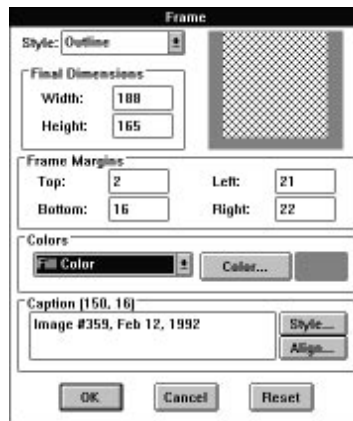 Frame
Style: Outline
Final Dimensions
Width: 188
Height: 165
Frame Margins
Top: 2 Left: 21
Bottom: 16 Right: 22
Colors
Fill Color Color...
Caption (150, 16)
Image #359, Feb 12, 1992 Style...
Align...
OK Cancel Reset